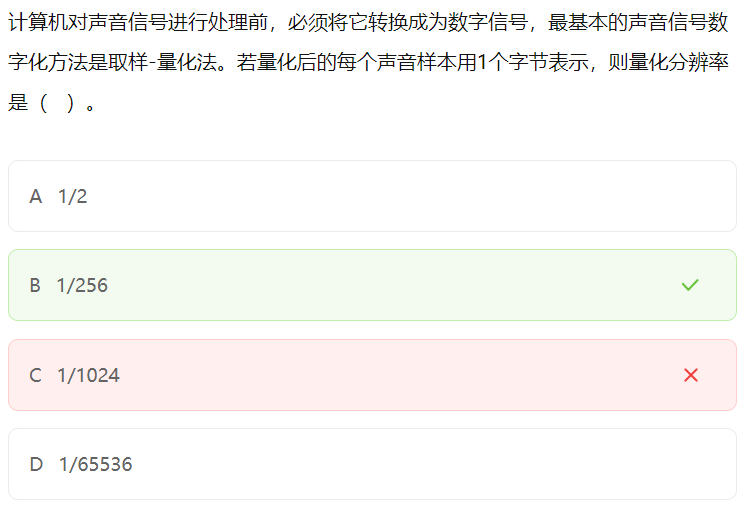 计算机对声音信号进行处理前，必须将它转换成为数字信号，最基本的声音信号数
字化方法是取样-量化法。若量化后的每个声音样本用1个字节表示，则量化分辨率
是（ ）。
A 1/2
B 1/256
C 1/1024
D 1/65536